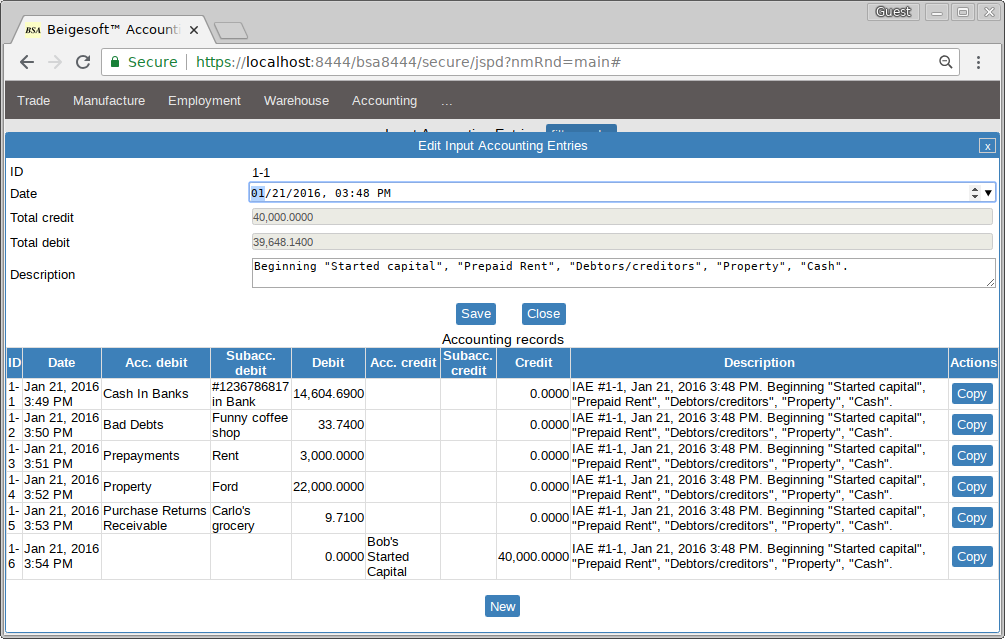 Guest
BSA Beigesoft™ Accounti
Secure https://localhost:8444/bsa8444/secure/jspd?nmRnd=main#
Trade Manufacture Employment Warehouse Accounting ...
Edit Input Accounting Entries x
ID 1-1
Date 01/21/2016, 03:48 PM
Total credit 40,000.0000
Total debit 39,648.1400
Description Beginning "Started capital", "Prepaid Rent", "Debtors/creditors", "Property", "Cash".
Save Close
Accounting records
ID Date Acc. debit Subacc. debit Debit Acc. credit Subacc. credit Credit Description Actions
1-1 Jan 21, 2016 3:49 PM Cash In Banks #1236786817 in Bank 14,604.6900 0.0000 IAE #1-1, Jan 21, 2016 3:48 PM. Beginning "Started capital", "Prepaid Rent", "Debtors/creditors", "Property", "Cash". Copy
1-2 Jan 21, 2016 3:50 PM Bad Debts Funny coffee shop 33.7400 0.0000 IAE #1-1, Jan 21, 2016 3:48 PM. Beginning "Started capital", "Prepaid Rent", "Debtors/creditors", "Property", "Cash". Copy
1-3 Jan 21, 2016 3:51 PM Prepayments Rent 3,000.0000 0.0000 IAE #1-1, Jan 21, 2016 3:48 PM. Beginning "Started capital", "Prepaid Rent", "Debtors/creditors", "Property", "Cash". Copy
1-4 Jan 21, 2016 3:52 PM Property Ford 22,000.0000 0.0000 IAE #1-1, Jan 21, 2016 3:48 PM. Beginning "Started capital", "Prepaid Rent", "Debtors/creditors", "Property", "Cash". Copy
1-5 Jan 21, 2016 3:53 PM Purchase Returns Receivable Carlo's grocery 9.7100 0.0000 IAE #1-1, Jan 21, 2016 3:48 PM. Beginning "Started capital", "Prepaid Rent", "Debtors/creditors", "Property", "Cash". Copy
1-6 Jan 21, 2016 3:54 PM 0.0000 Bob's Started Capital 40,000.0000 IAE #1-1, Jan 21, 2016 3:48 PM. Beginning "Started capital", "Prepaid Rent", "Debtors/creditors", "Property", "Cash". Copy
New